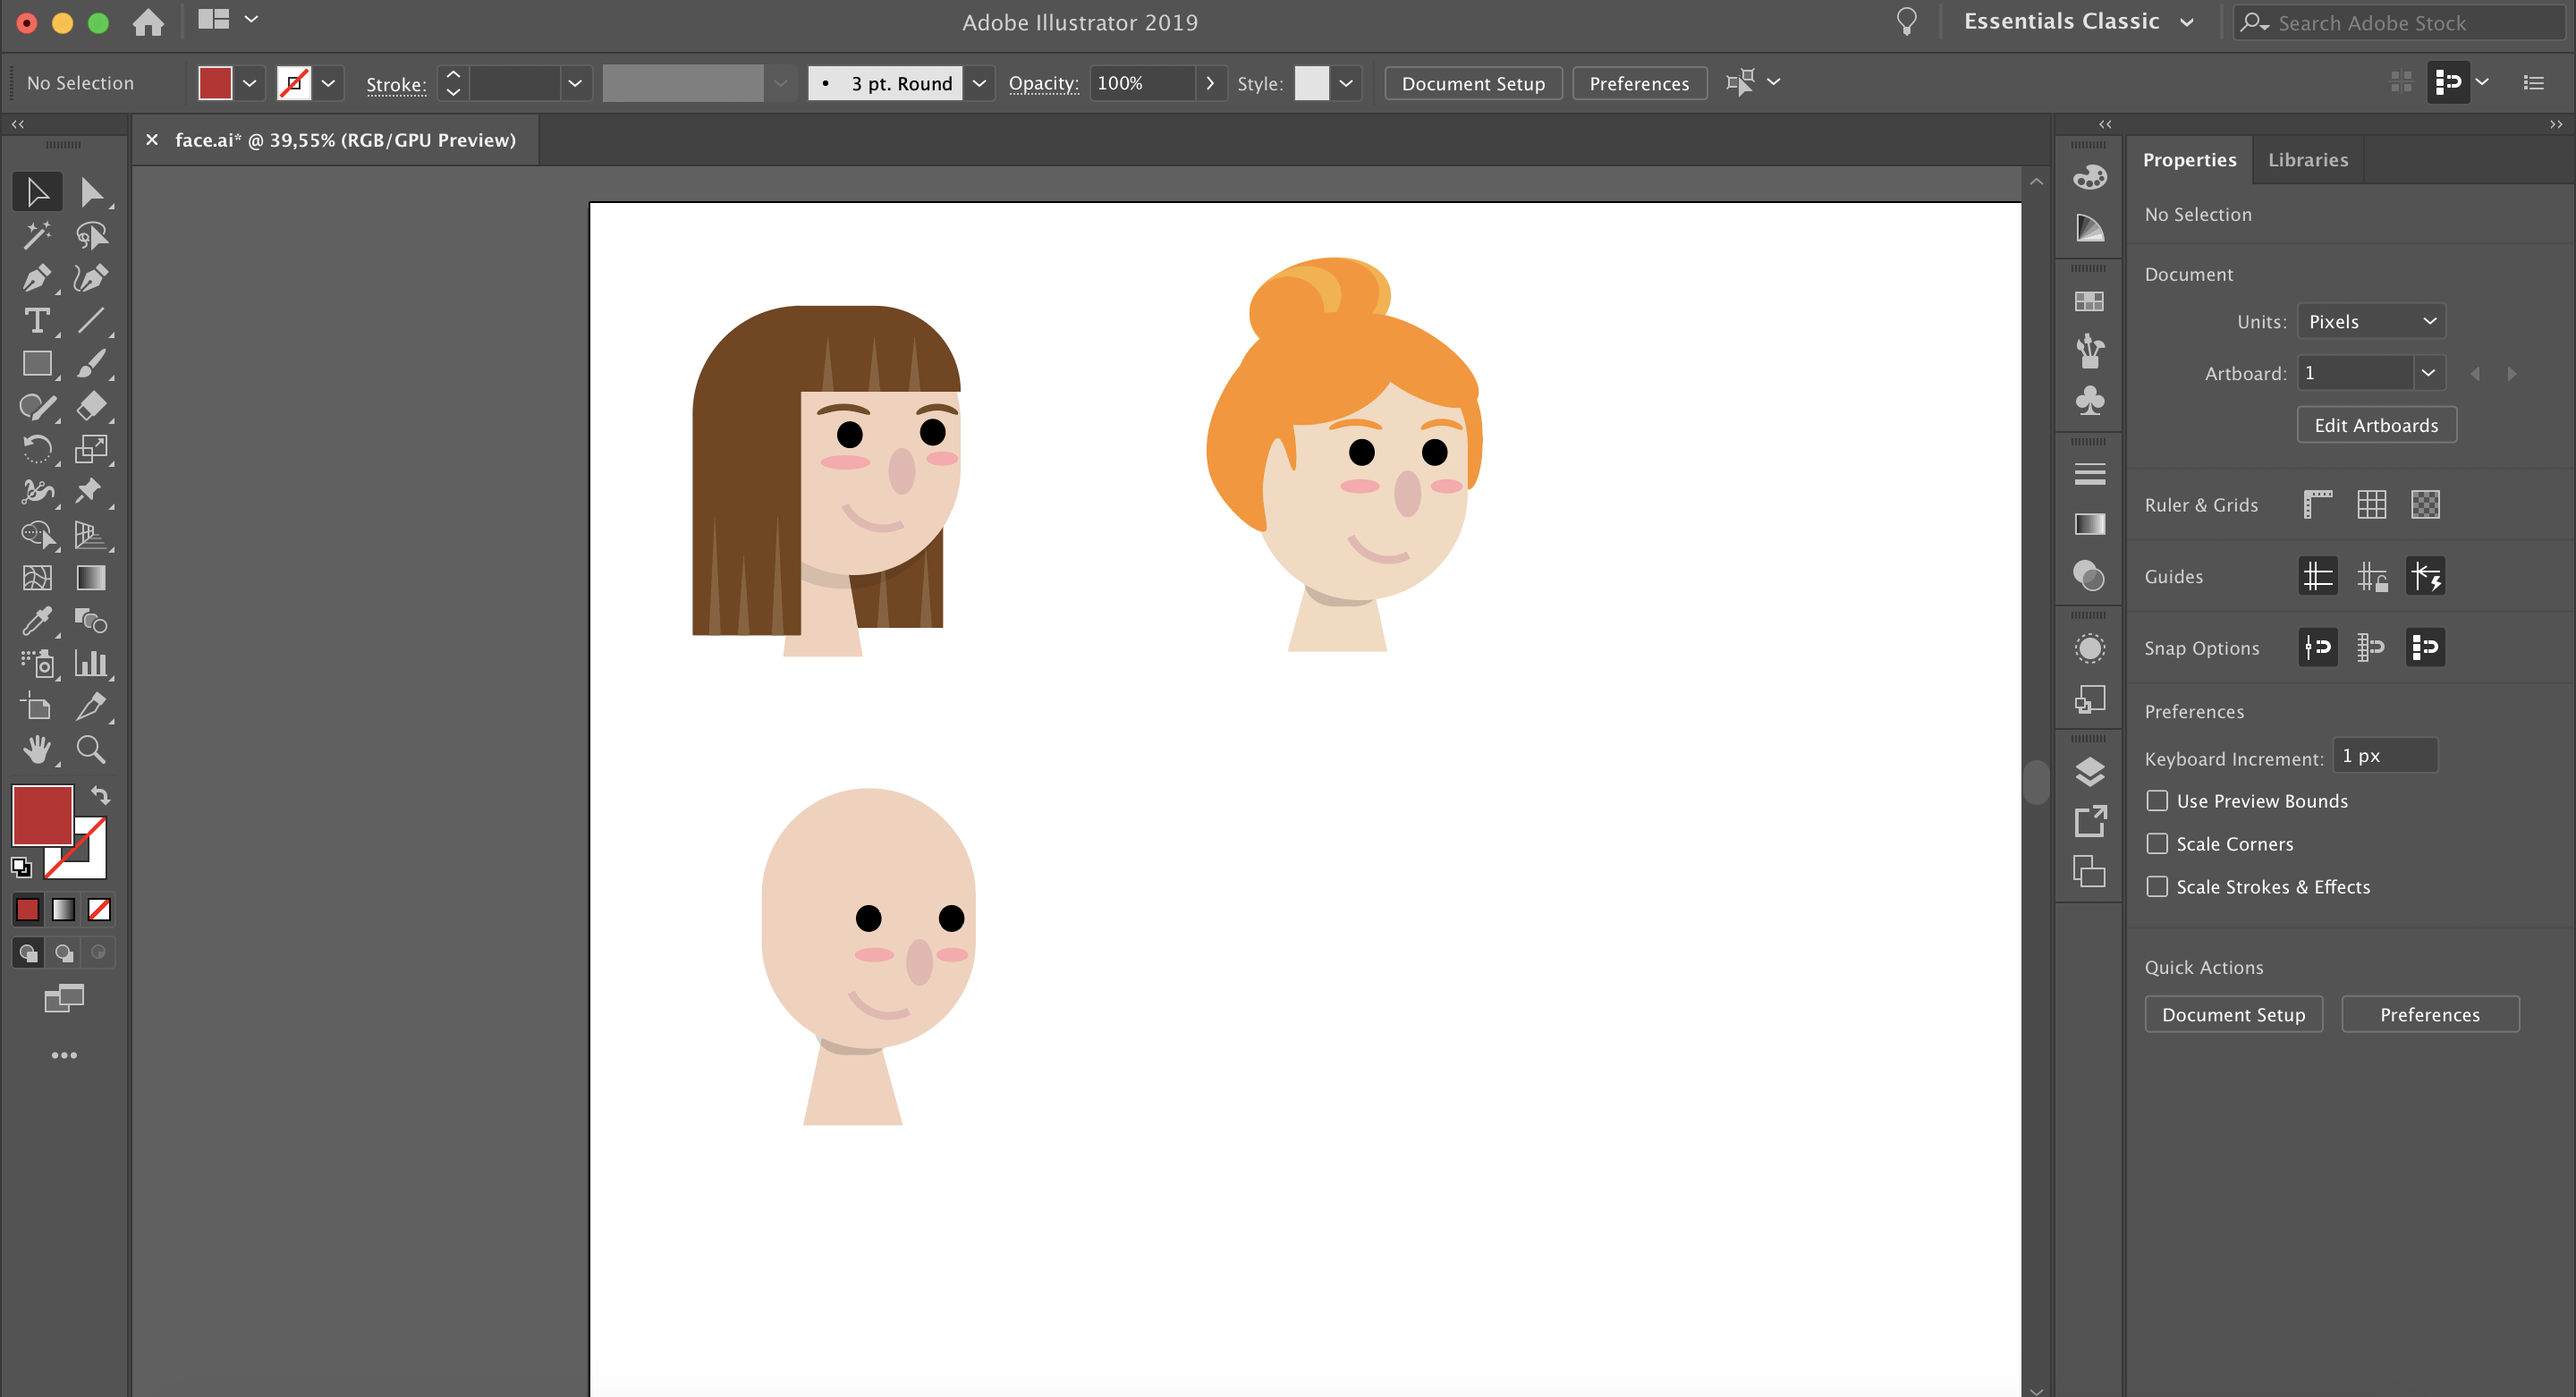 Adobe Illustrator 2019
Essentials Classic
Search Adobe Stock
No Selection
Stroke:
3 pt. Round
Opacity: 100%
Style:
Document Setup
Preferences
face.ai* @ 39,55% (RGB/GPU Preview)
Properties
Libraries
No Selection
Document
Units: Pixels
Artboard: 1
Edit Artboards
Ruler & Grids
Guides
Snap Options
Preferences
Keyboard Increment: 1 px
Use Preview Bounds
Scale Corners
Scale Strokes & Effects
Quick Actions
Document Setup
Preferences